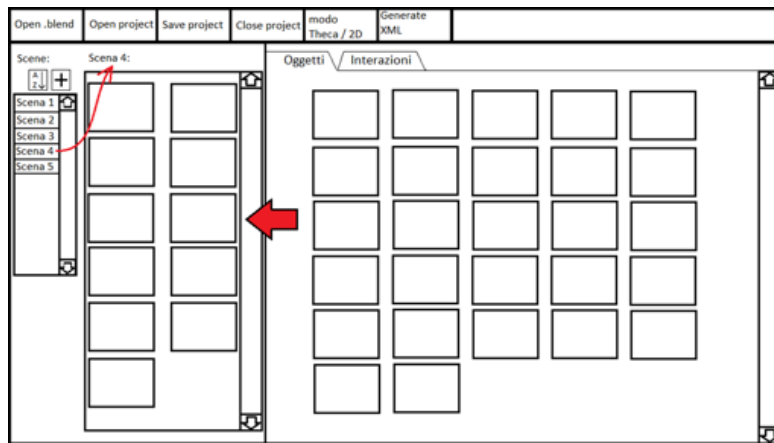 Open .blend
Open project
Save project
Close project
modo
Theca / 2D
Generate
XML
Scene:
Scena 4:
Oggetti
Interazioni
A
Z
Scena 1
Scena 2
Scena 3
Scena 4
Scena 5